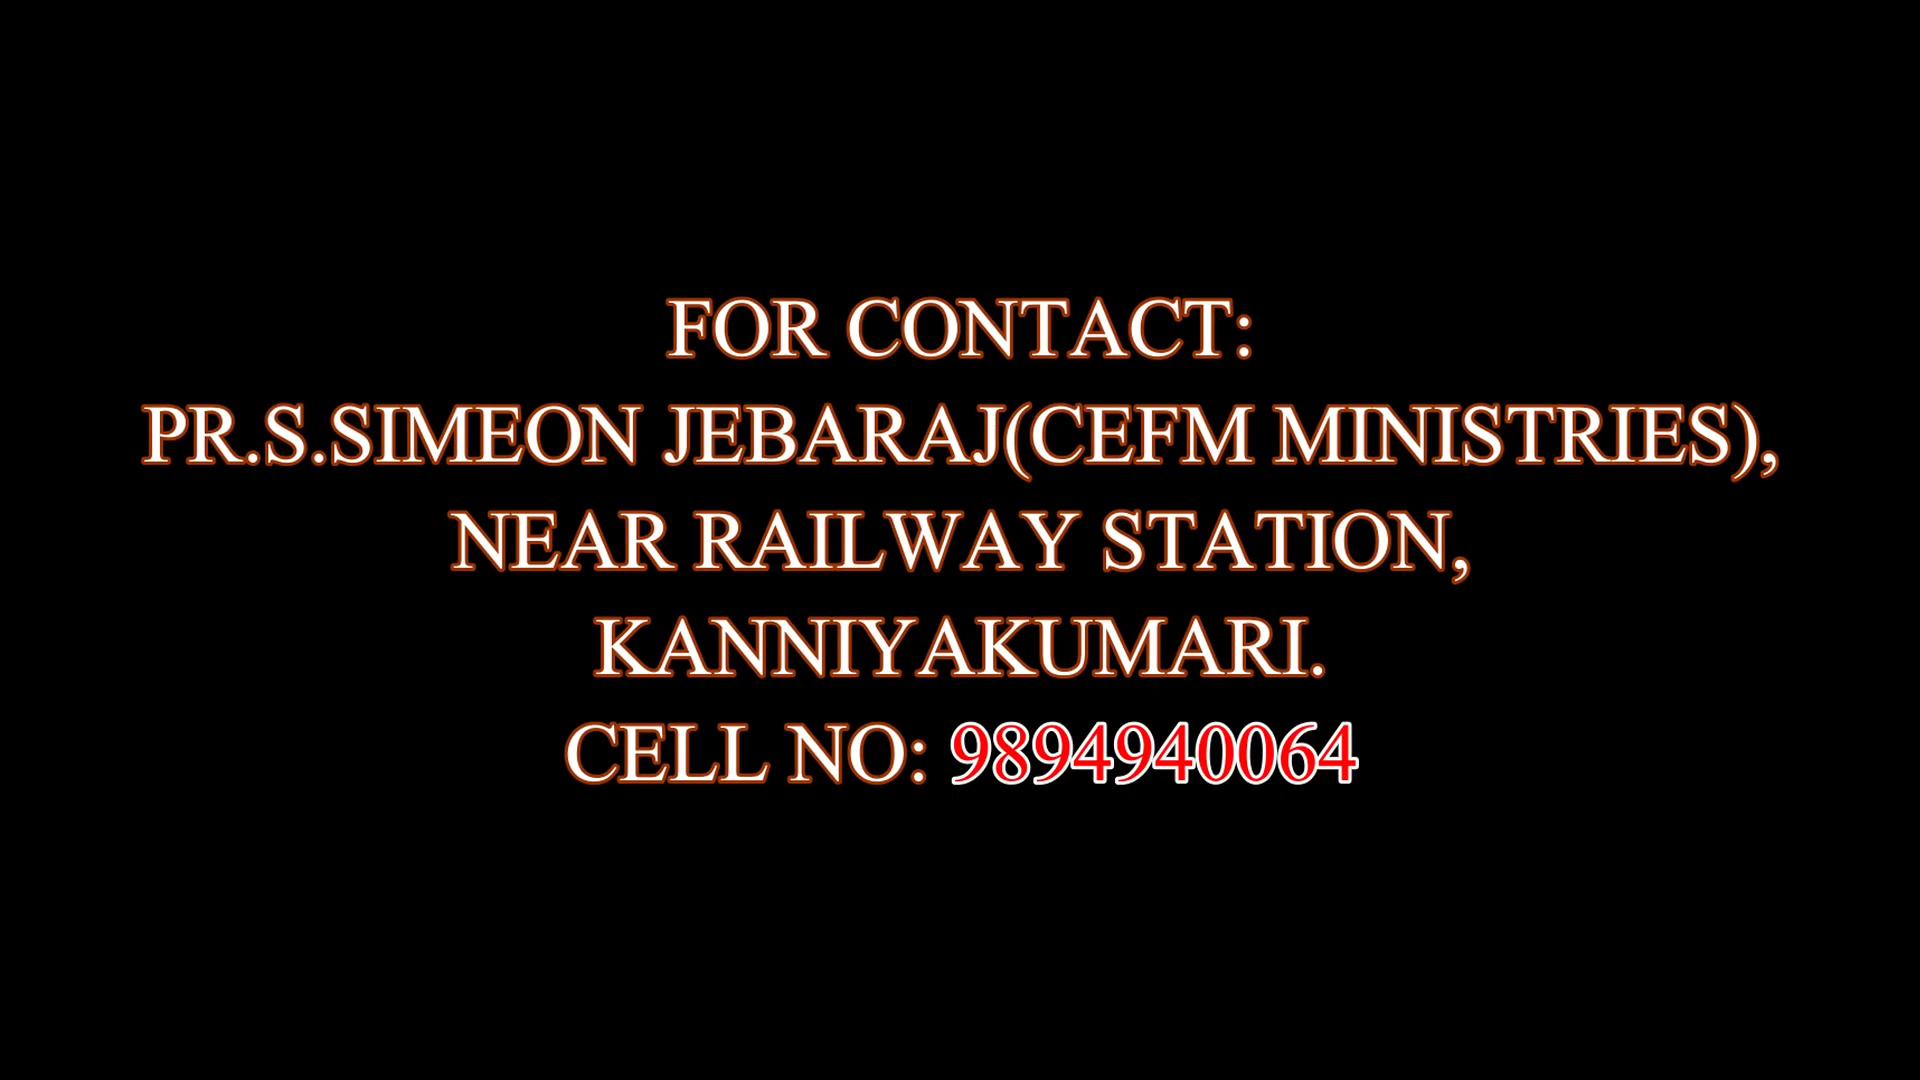 FOR CONTACT:
PR.S.SIMEON JEBARAJ(CEFM MINISTRIES),
NEAR RAILWAY STATION,
KANNIYAKUMARI.
CELL NO: 9894940064